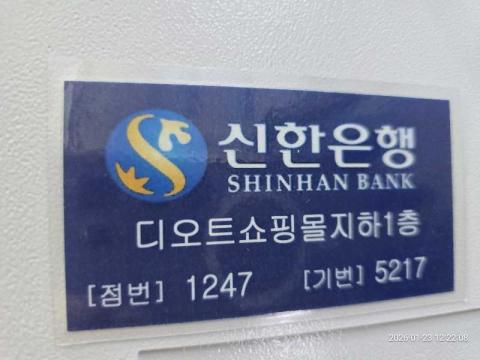 신한은행
SHINHAN BANK
디오트쇼핑몰지하1층
[점번] 1247 [기번] 5217
2026-01-23 12:22:08